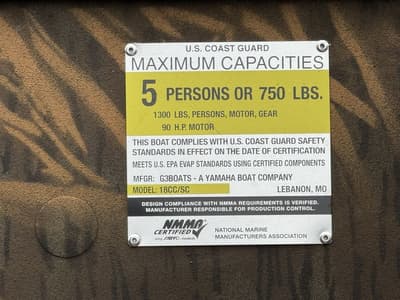 U.S. COAST GUARD
MAXIMUM CAPACITIES
5 PERSONS OR 750 LBS.
1300 LBS, PERSONS, MOTOR, GEAR
90 H.P. MOTOR
THIS BOAT COMPLIES WITH U.S. COAST GUARD SAFETY
STANDARDS IN EFFECT ON THE DATE OF CERTIFICATION
MEETS U.S. EPA EVAP STANDARDS USING CERTIFIED COMPONENTS
MFGR: G3BOATS - A YAMAHA BOAT COMPANY
MODEL: 18CC/SC LEBANON, MO
DESIGN COMPLIANCE WITH NMMA REQUIREMENTS IS VERIFIED.
MANUFACTURER RESPONSIBLE FOR PRODUCTION CONTROL.
NMMA
CERTIFIED
NATIONAL MARINE
MANUFACTURERS ASSOCIATION